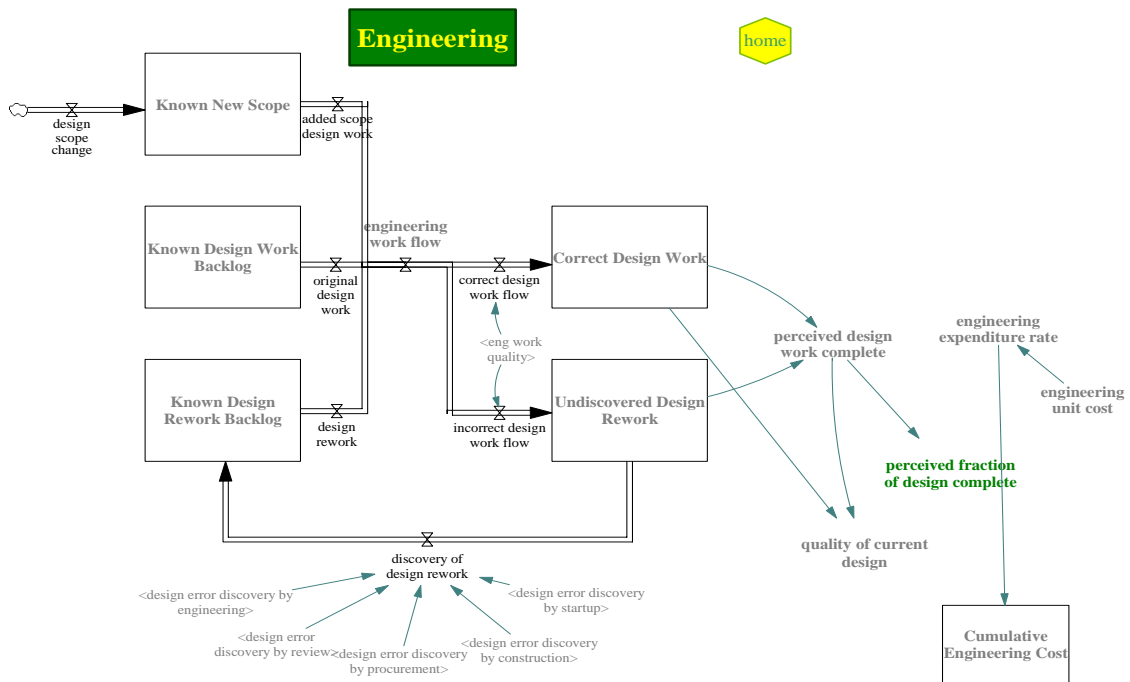 Engineering
home
Known New Scope
design
scope
change
added scope
design work
engineering
work flow
Known Design Work
Backlog
original
design
work
correct design
work flow
Correct Design Work
<eng work
quality>
perceived design
work complete
engineering
expenditure rate
engineering
unit cost
Known Design
Rework Backlog
design
rework
incorrect design
work flow
Undiscovered Design
Rework
perceived fraction
of design complete
quality of current
design
discovery of
design rework
<design error discovery by
engineering>
<design error
discovery by review>
<design error discovery
by procurement>
<design error discovery
by construction>
<design error discovery
by startup>
Cumulative
Engineering Cost